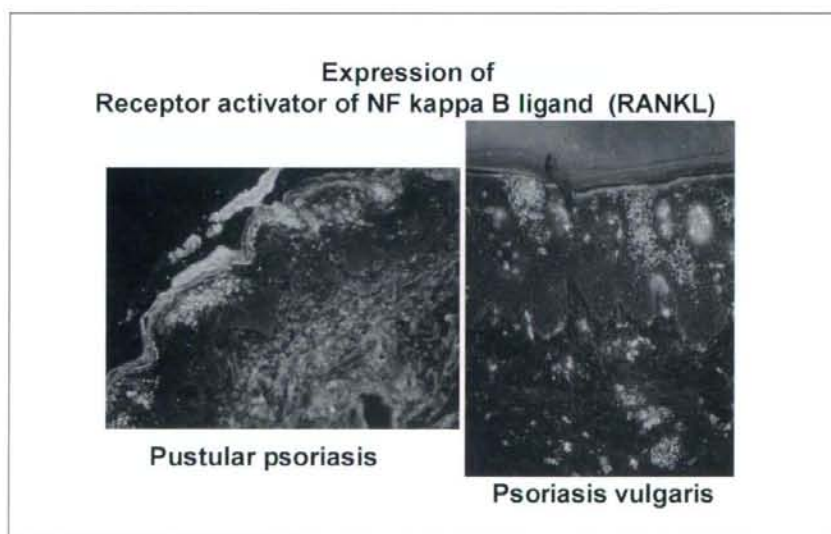 Expression of
Receptor activator of NF kappa B ligand (RANKL)
Pustular psoriasis
Psoriasis vulgaris